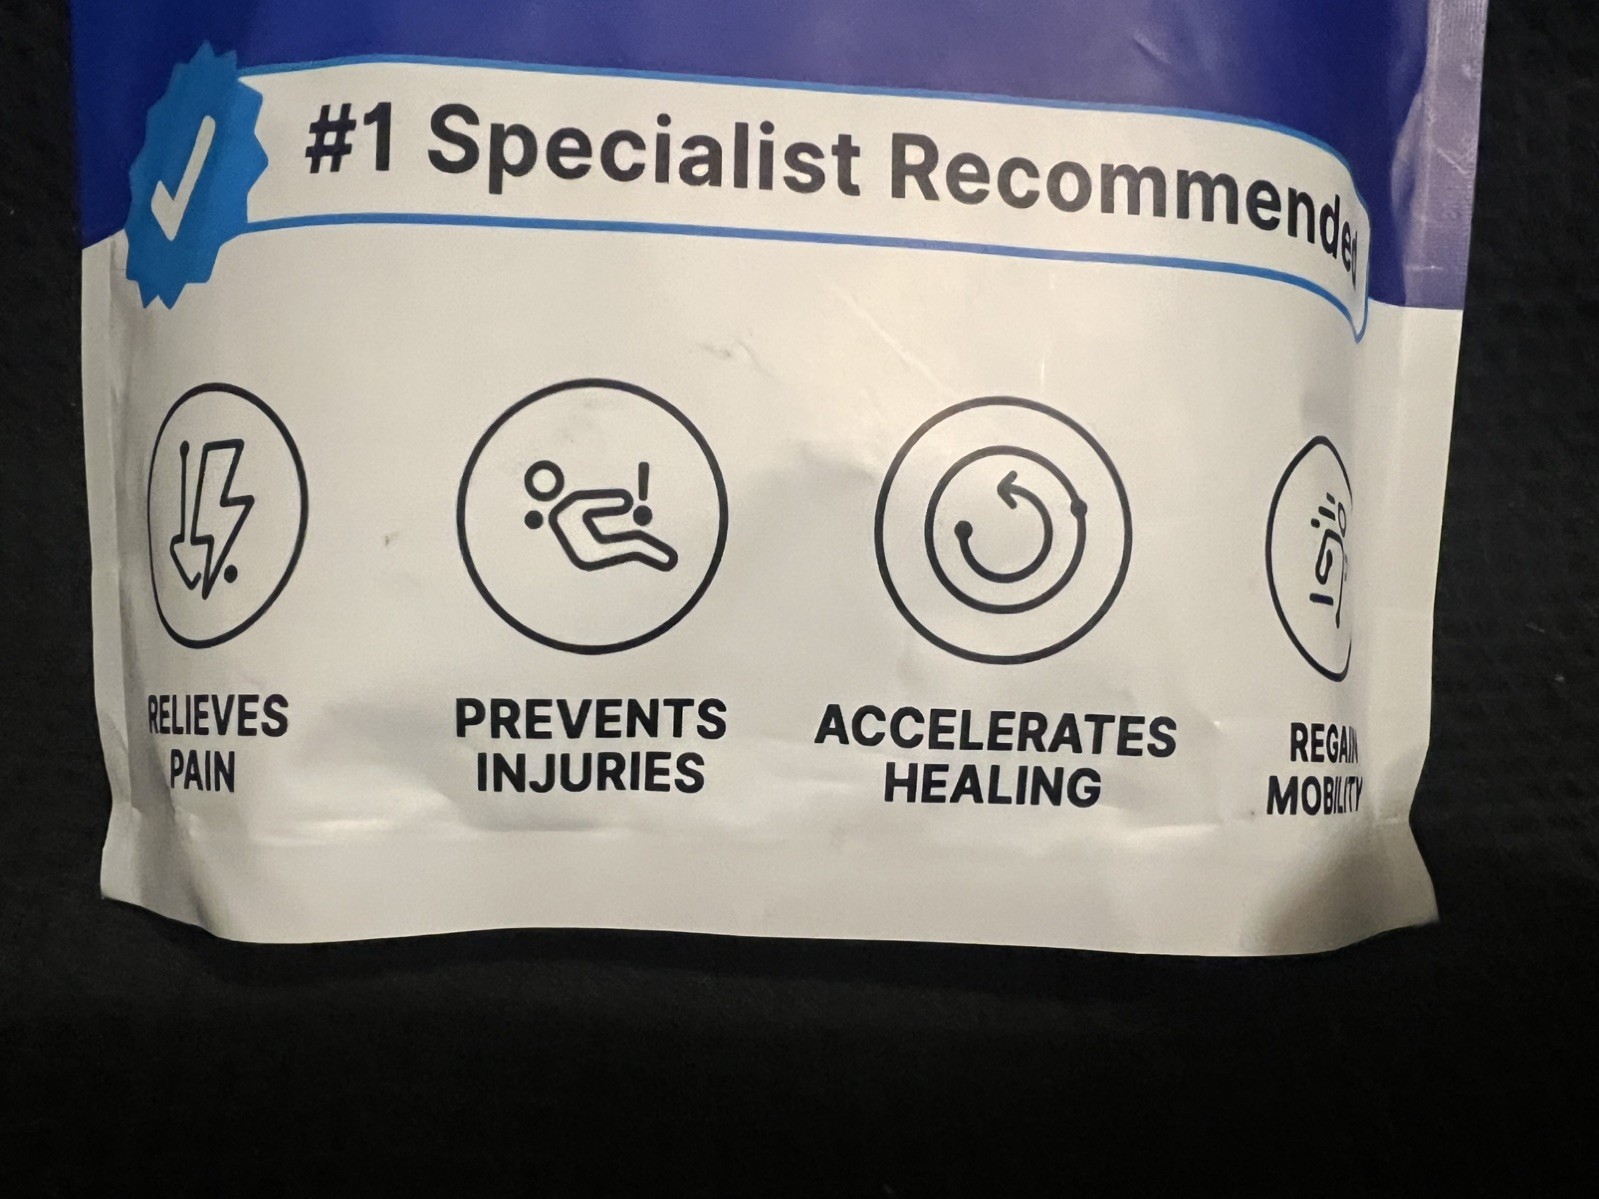 #1 Specialist Recommended
RELIEVES
PAIN
PREVENTS
INJURIES
ACCELERATES
HEALING
REGAIN
MOBILITY